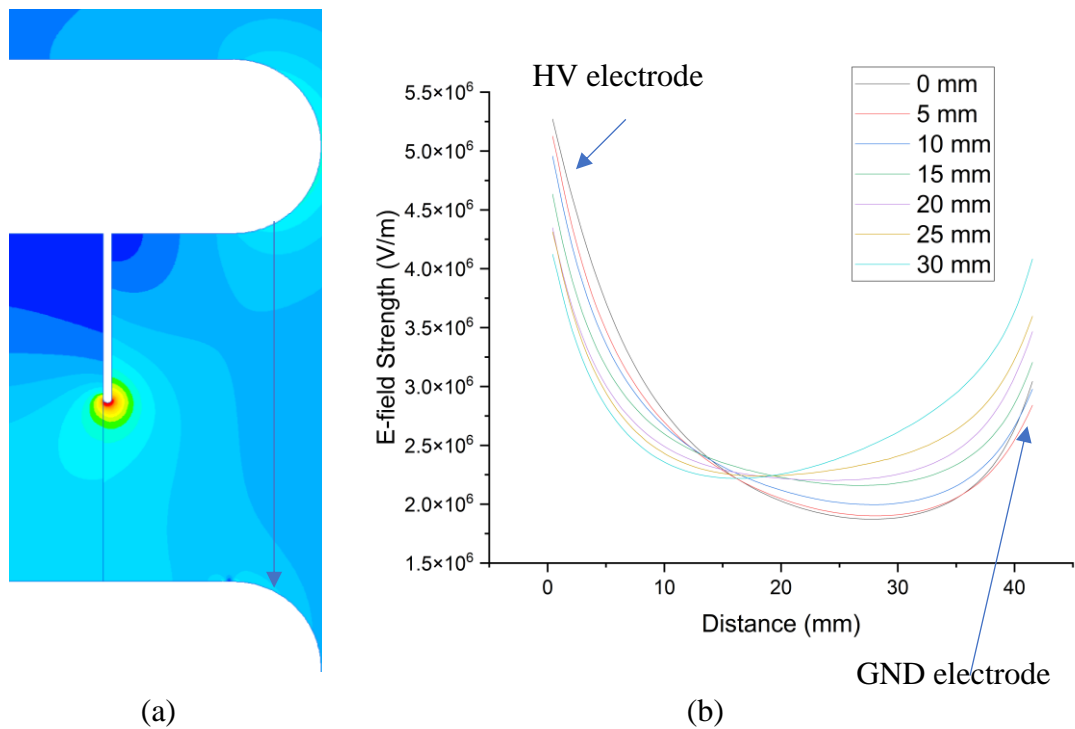 HV electrode
0 mm
5 mm
10 mm
15 mm
20 mm
25 mm
30 mm
5.5×10⁶
5.0×10⁶
4.5×10⁶
4.0×10⁶
3.5×10⁶
3.0×10⁶
2.5×10⁶
2.0×10⁶
1.5×10⁶
E-field Strength (V/m)
0 10 20 30 40
Distance (mm)
GND electrode
(a) (b)